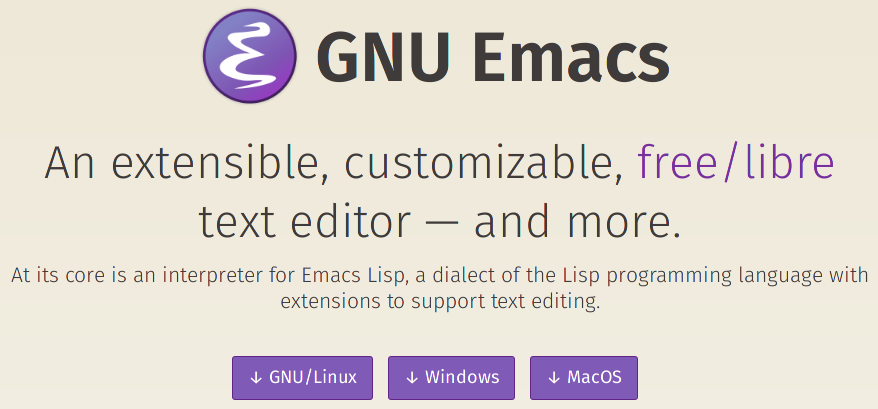 GNU Emacs
An extensible, customizable, free/libre
text editor — and more.
At its core is an interpreter for Emacs Lisp, a dialect of the Lisp programming language with
extensions to support text editing.
↓ GNU/Linux ↓ Windows ↓ MacOS